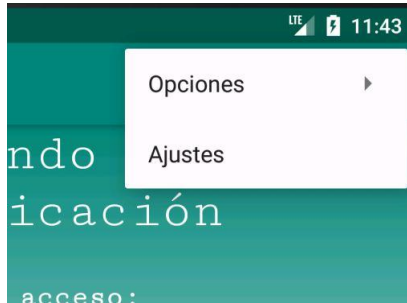 LTE 11:43
Opciones
ndo
Ajustes
icación
acceso: